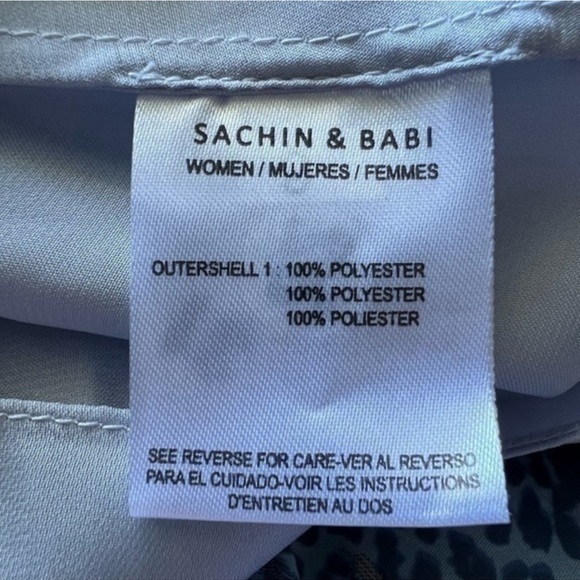 SACHIN & BABI
WOMEN / MUJERES / FEMMES
OUTERSHELL 1 : 100% POLYESTER
100% POLYESTER
100% POLIESTER
SEE REVERSE FOR CARE-VER AL REVERSO
PARA EL CUIDADO-VOIR LES INSTRUCTIONS
D'ENTRETIEN AU DOS